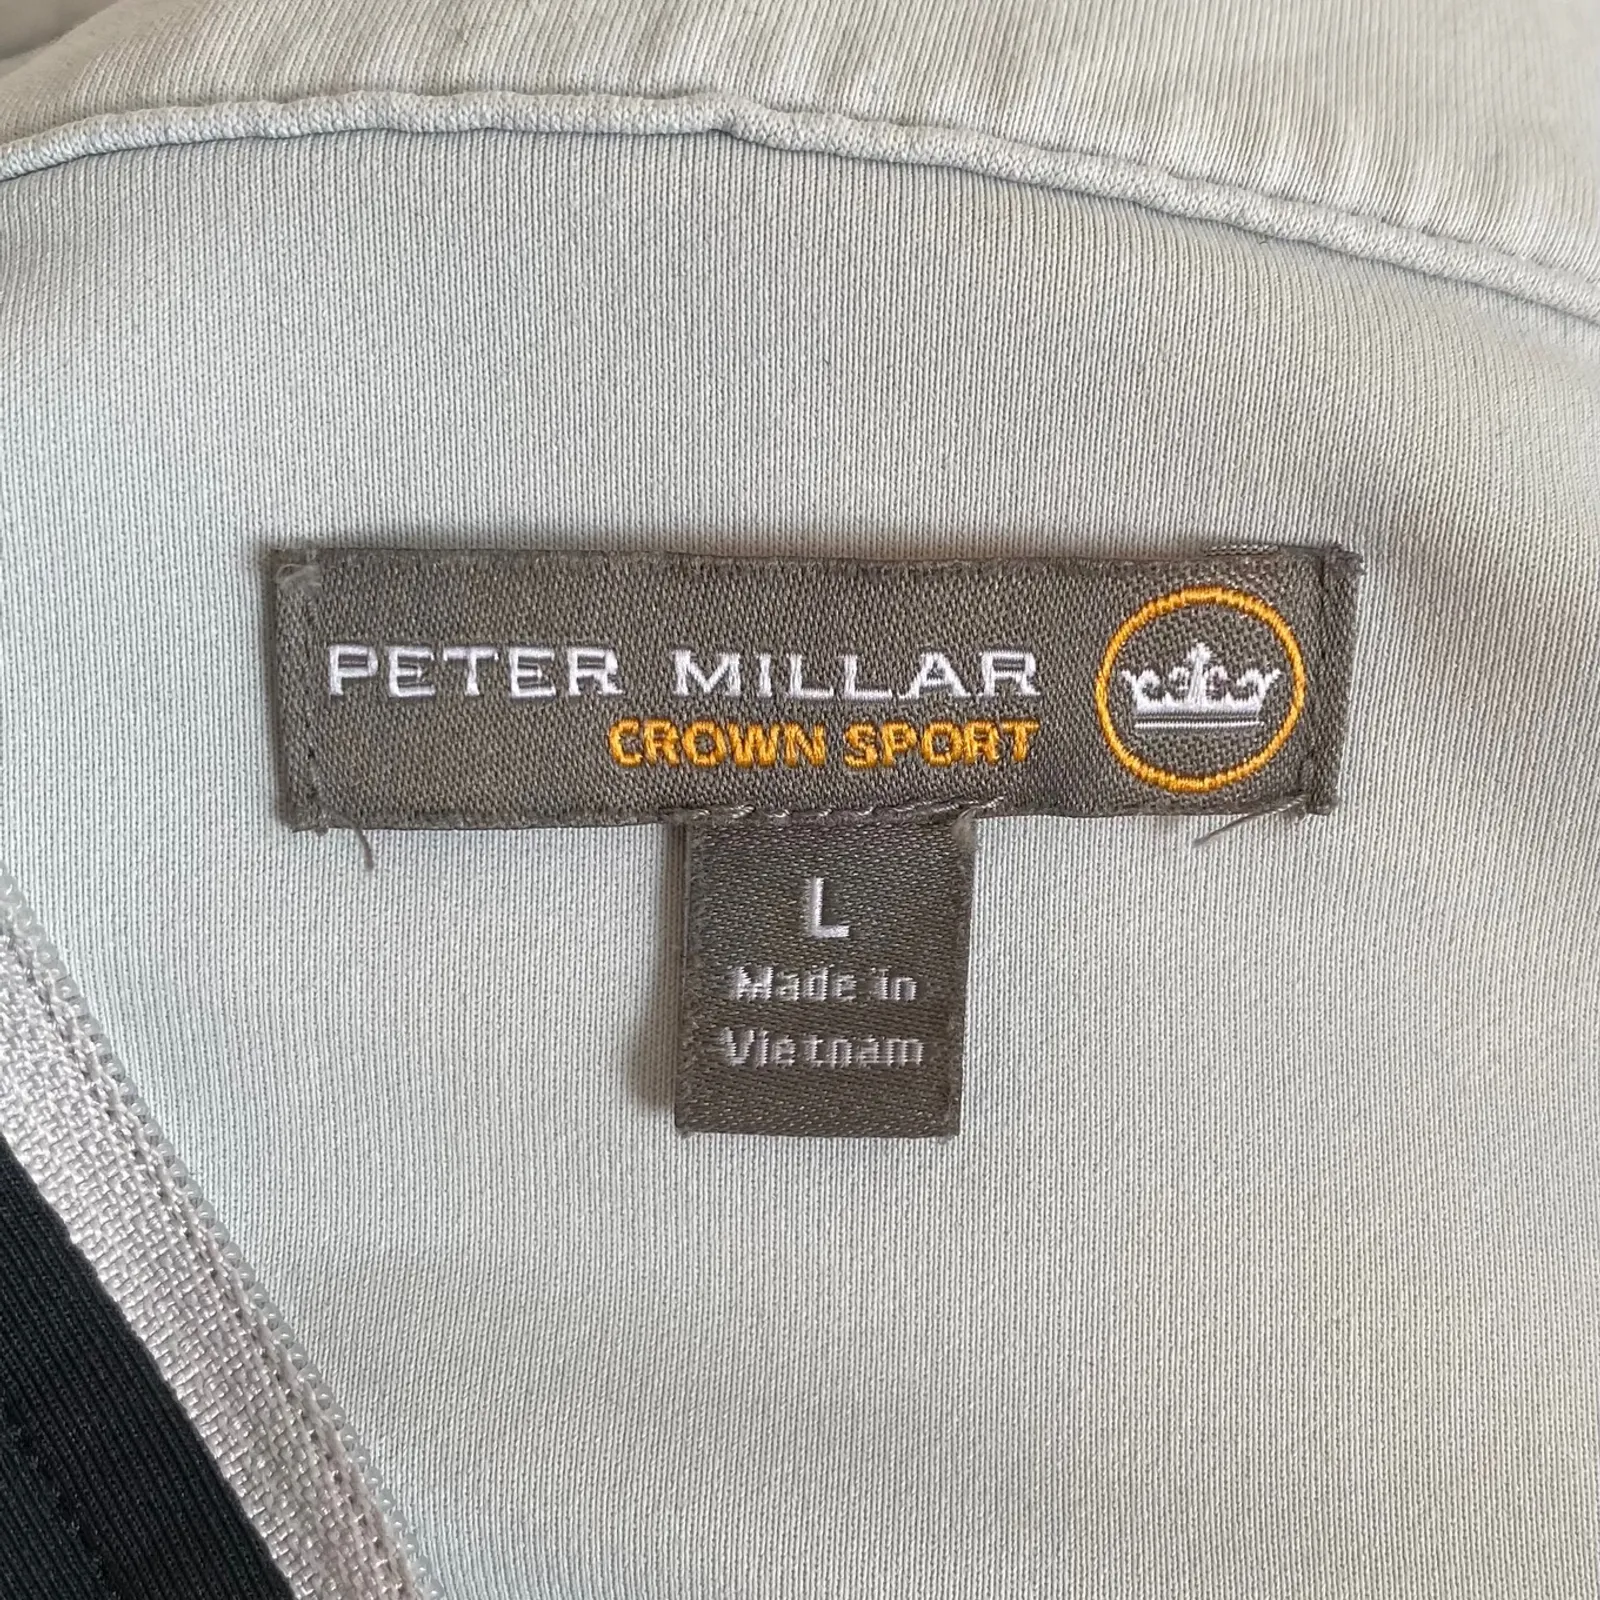 PETER MILLAR
CROWN SPORT
L
Made in
Vietnam